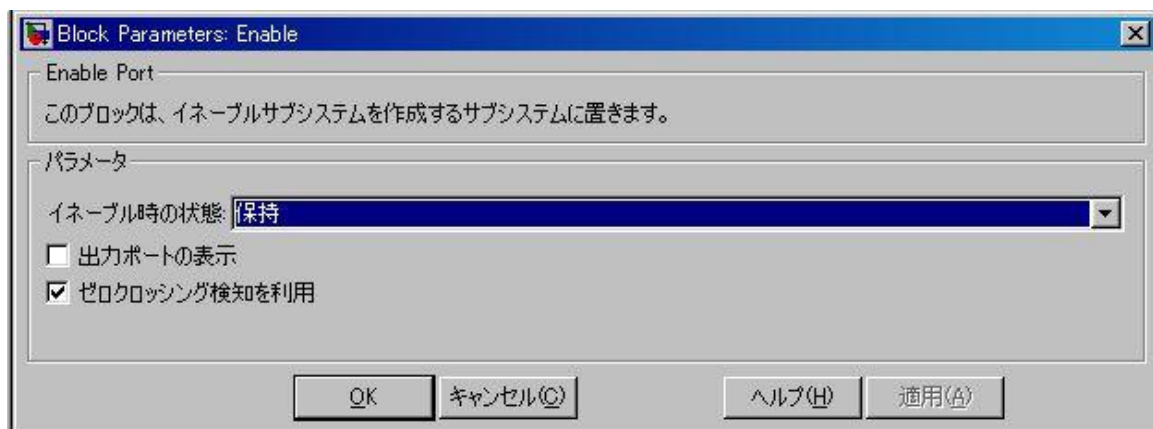 Block Parameters: Enable
Enable Port
このブロックは、イネーブルサブシステムを作成するサブシステムに置きます。
パラメータ
イネーブル時の状態: 保持
出力ポートの表示
ゼロクロッシング検知を利用
OK キャンセル(C) ヘルプ(H) 適用(A)